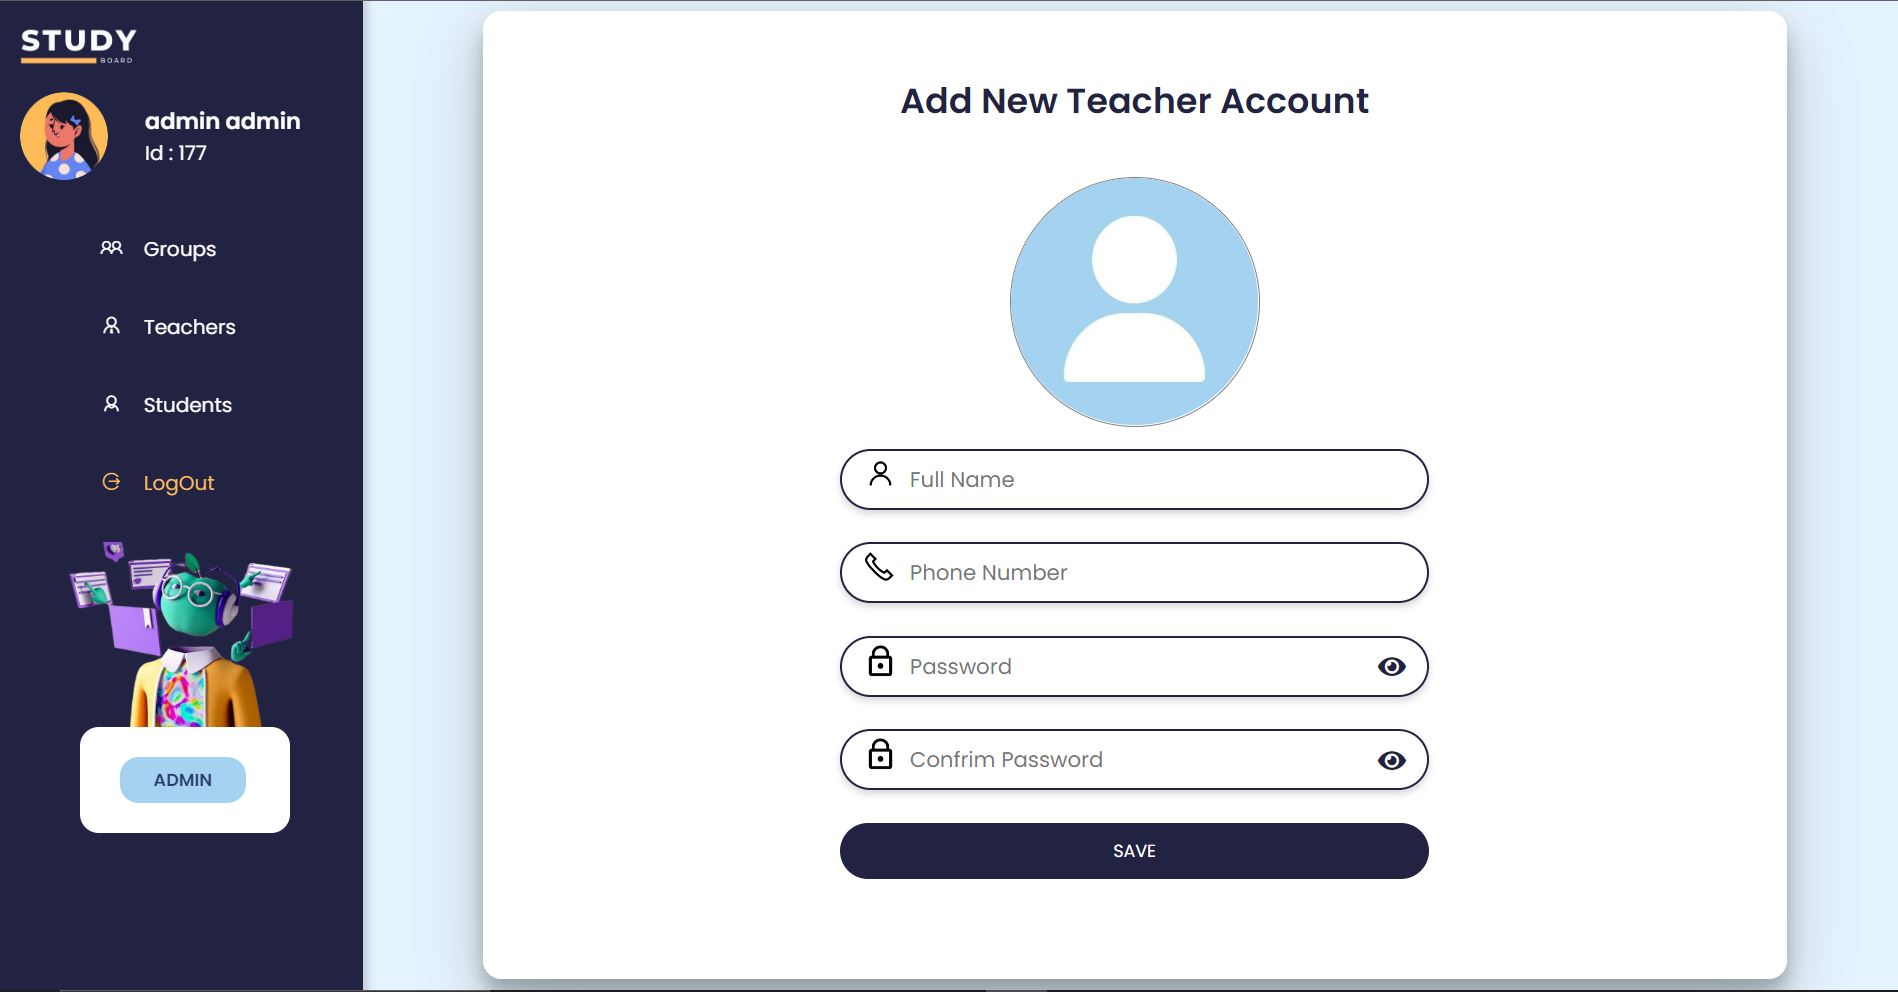 STUDY
BOARD
admin admin
Id : 177
Groups
Teachers
Students
LogOut
ADMIN
Add New Teacher Account
Full Name
Phone Number
Password
Confrim Password
SAVE